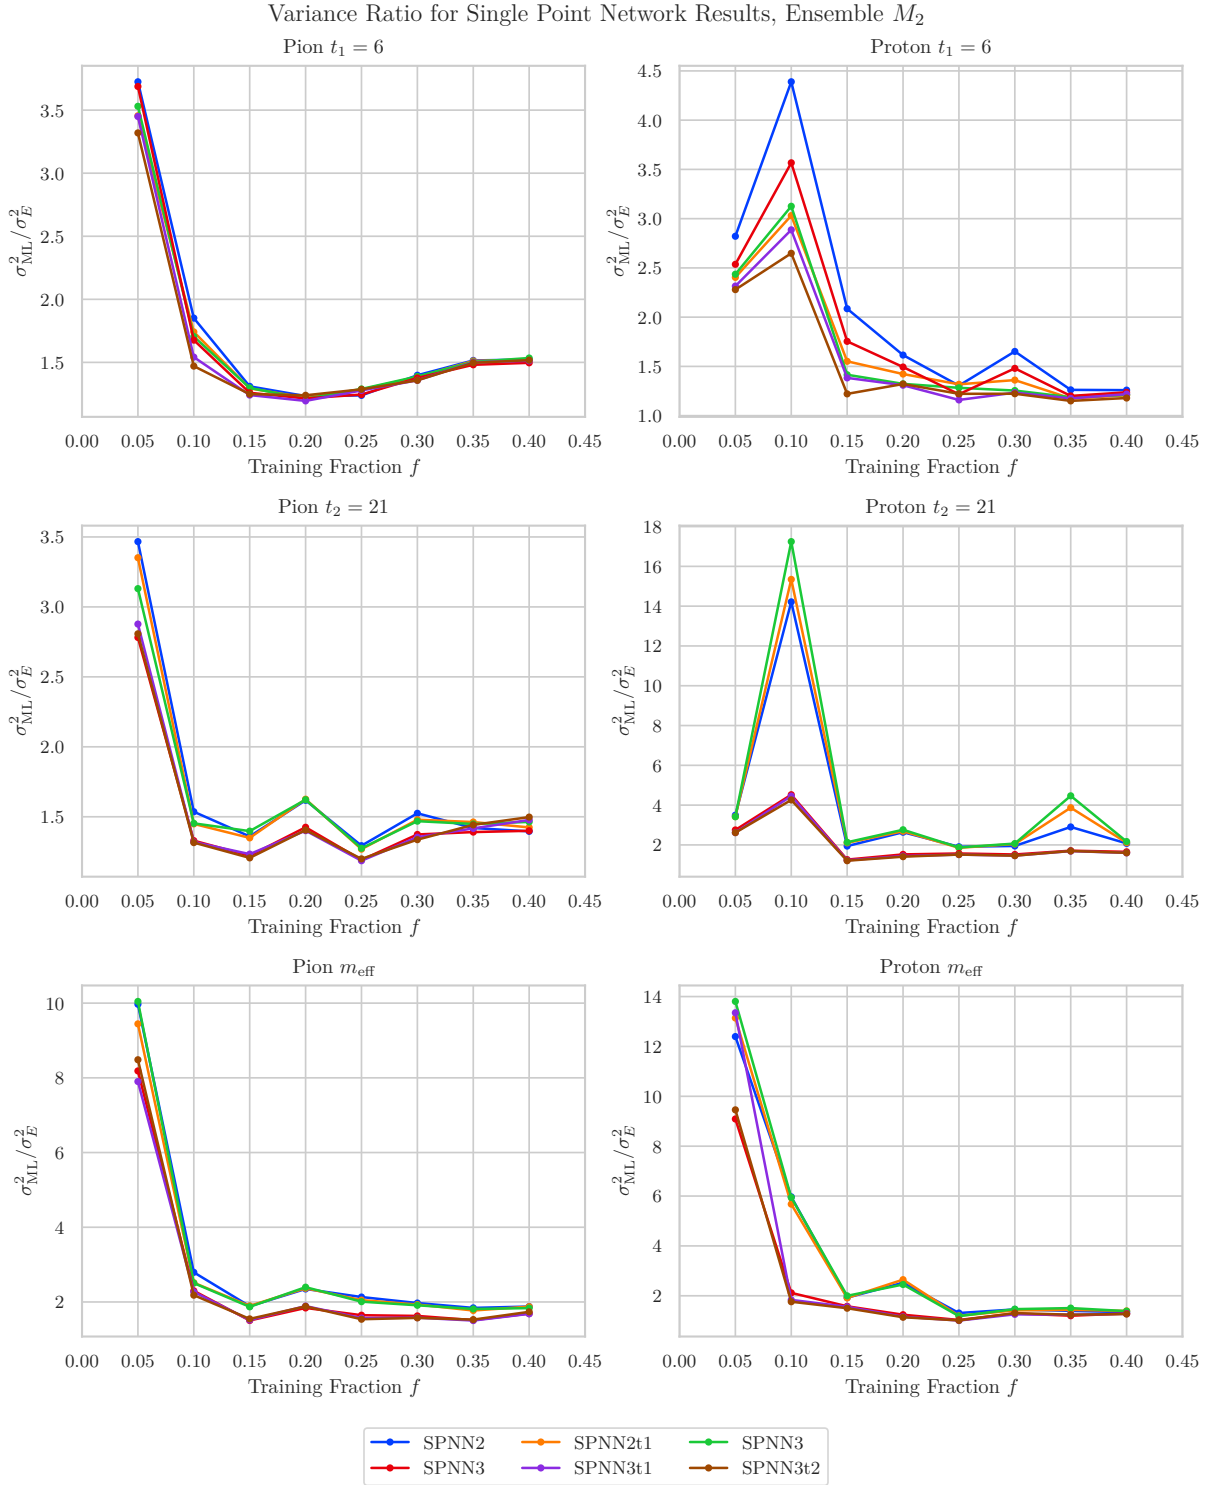 Variance Ratio for Single Point Network Results, Ensemble M₂
Pion t₁ = 6
σ²ML/σ²E
3.5
3.0
2.5
2.0
1.5
0.00 0.05 0.10 0.15 0.20 0.25 0.30 0.35 0.40 0.45
Training Fraction f
Proton t₁ = 6
σ²ML/σ²E
4.5
4.0
3.5
3.0
2.5
2.0
1.5
1.0
0.00 0.05 0.10 0.15 0.20 0.25 0.30 0.35 0.40 0.45
Training Fraction f
Pion t₂ = 21
σ²ML/σ²E
3.5
3.0
2.5
2.0
1.5
0.00 0.05 0.10 0.15 0.20 0.25 0.30 0.35 0.40 0.45
Training Fraction f
Proton t₂ = 21
σ²ML/σ²E
18
16
14
12
10
8
6
4
2
0.00 0.05 0.10 0.15 0.20 0.25 0.30 0.35 0.40 0.45
Training Fraction f
Pion meff
σ²ML/σ²E
10
8
6
4
2
0.00 0.05 0.10 0.15 0.20 0.25 0.30 0.35 0.40 0.45
Training Fraction f
Proton meff
σ²ML/σ²E
14
12
10
8
6
4
2
0.00 0.05 0.10 0.15 0.20 0.25 0.30 0.35 0.40 0.45
Training Fraction f
SPNN2 SPNN2t1 SPNN3
SPNN3 SPNN3t1 SPNN3t2